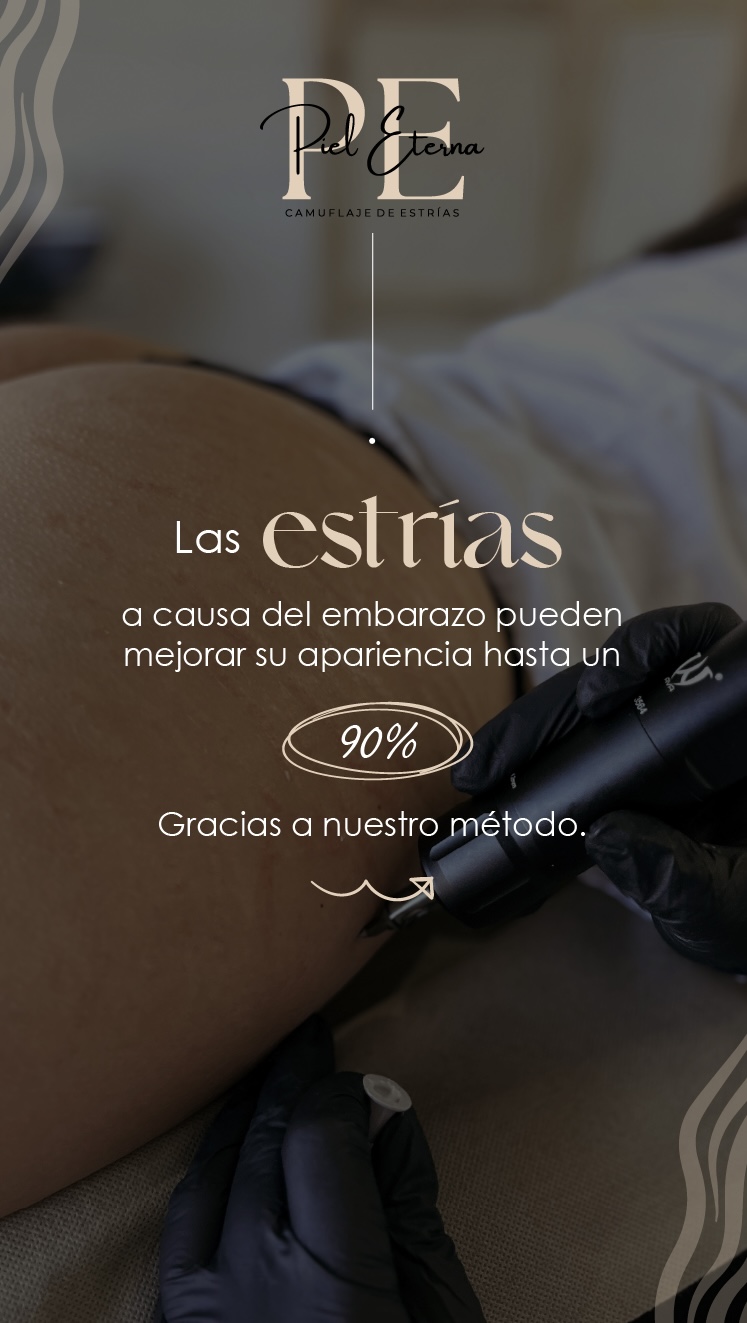 PE
Piel Eterna
CAMUFLAJE DE ESTRÍAS
Las estrías
a causa del embarazo pueden
mejorar su apariencia hasta un
90%
Gracias a nuestro método.